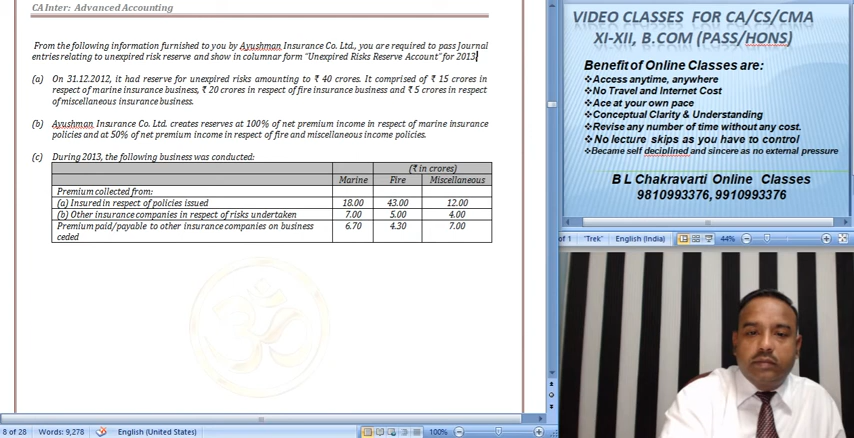 CA Inter: Advanced Accounting
From the following information furnished to you by Ayushman Insurance Co. Ltd., you are required to pass Journal
entries relating to unexpired risk reserve and show in columnar form "Unexpired Risks Reserve Account" for 2013
(a) On 31.12.2012, it had reserve for unexpired risks amounting to ₹ 40 crores. It comprised of ₹ 15 crores in
respect of marine insurance business, ₹ 20 crores in respect of fire insurance business and ₹ 5 crores in respect
of miscellaneous insurance business.
(b) Ayushman Insurance Co. Ltd. creates reserves at 100% of net premium income in respect of marine insurance
policies and at 50% of net premium income in respect of fire and miscellaneous income policies.
(c) During 2013, the following business was conducted:
(₹ in crores)
Marine Fire Miscellaneous
Premium collected from:
(a) Insured in respect of policies issued 18.00 43.00 12.00
(b) Other insurance companies in respect of risks undertaken 7.00 5.00 4.00
Premium paid/payable to other insurance companies on business 6.70 4.30 7.00
ceded
8 of 28 Words: 9,278 English (United States) 100%
VIDEO CLASSES FOR CA/CS/CMA
XI-XII, B.COM (PASS/HONS)
Benefit of Online Classes are:
Access anytime, anywhere
No Travel and Internet Cost
Ace at your own pace
Conceptual Clarity & Understanding
Revise any number of time without any cost.
No lecture skips as you have to control
Became self deciplined and sincere as no external pressure
B L Chakravarti Online Classes
9810993376, 9910993376
of 1 'Trek' English (India) 44%